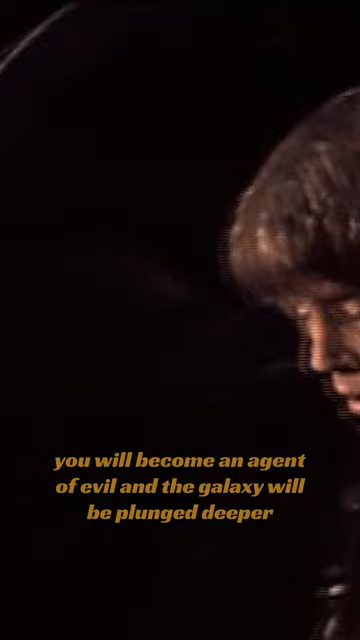 you will become an agent
of evil and the galaxy will
be plunged deeper